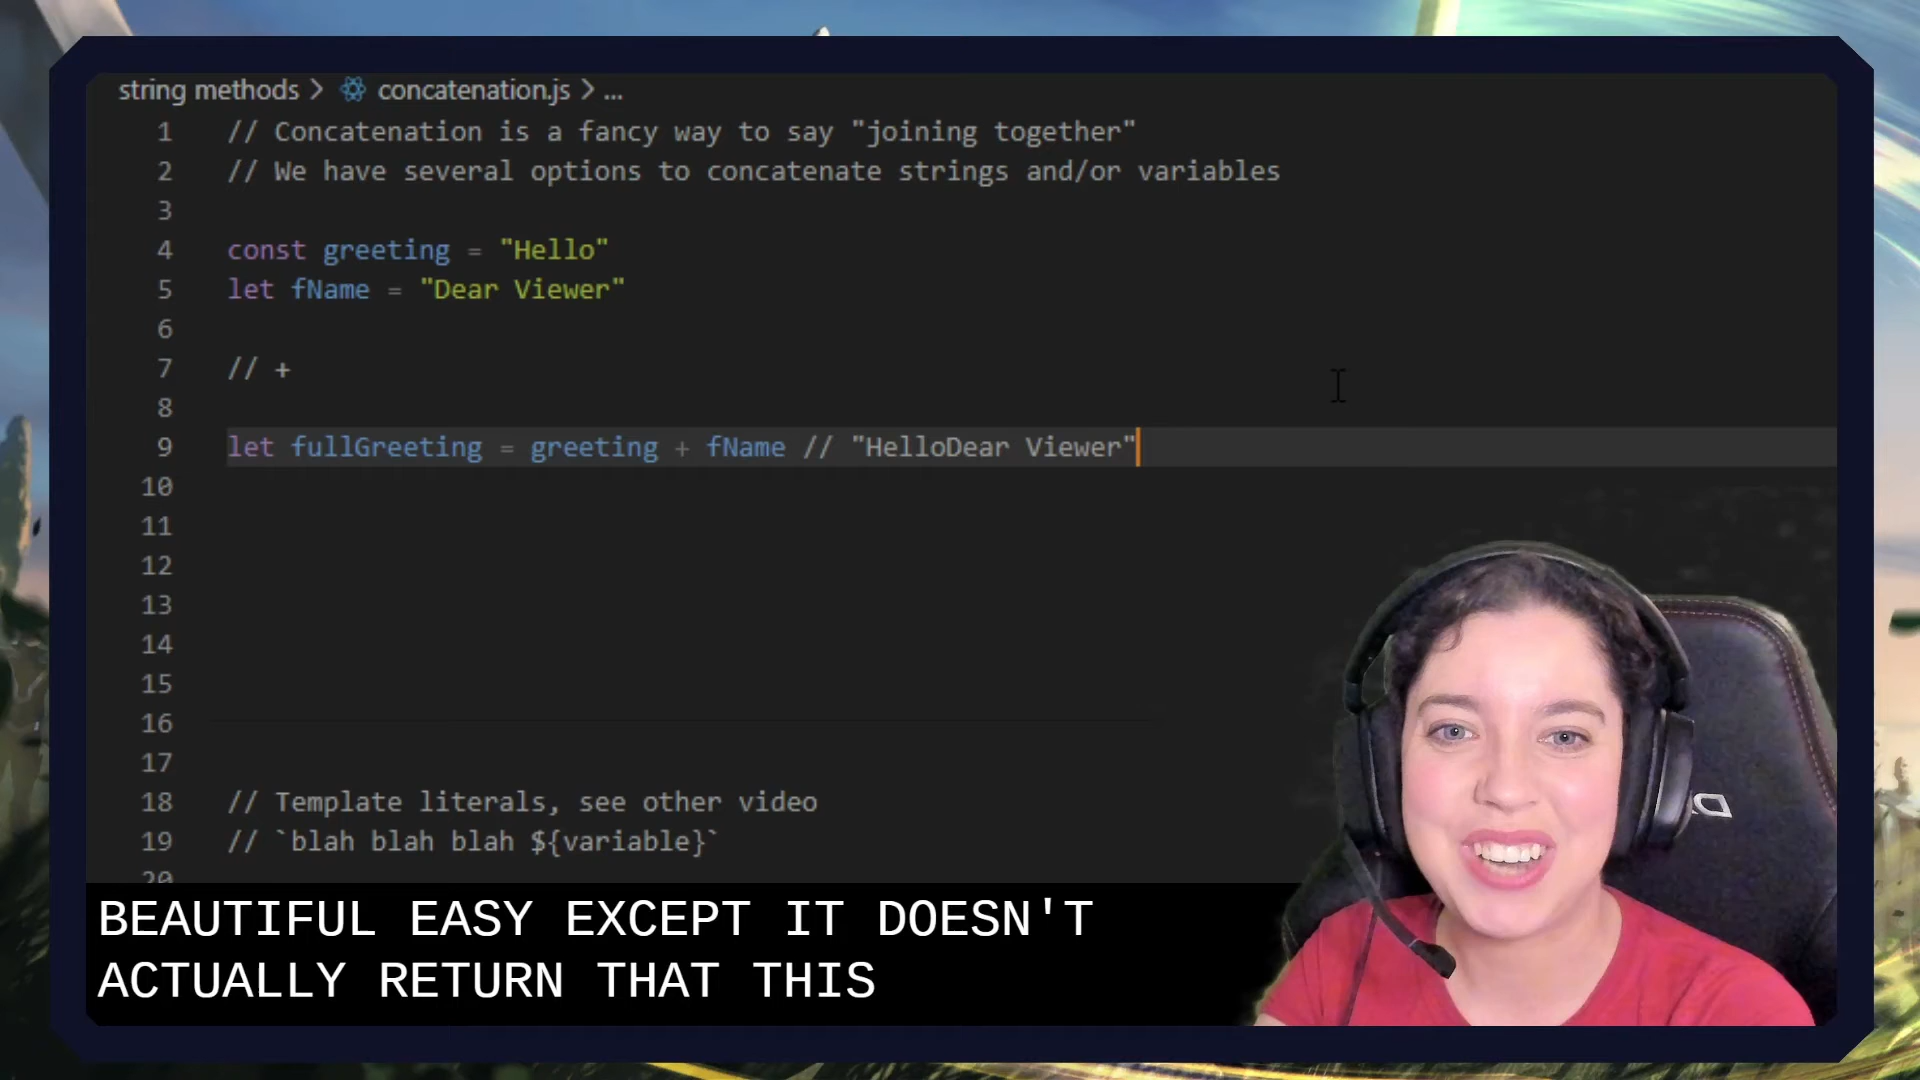 string methods > concatenation.js > ...
1 // Concatenation is a fancy way to say "joining together"
2 // We have several options to concatenate strings and/or variables
3
4 const greeting = "Hello"
5 let fName = "Dear Viewer"
6
7 // +
8
9 let fullGreeting = greeting + fName // "HelloDear Viewer"
10
11
12
13
14
15
16
17
18 // Template literals, see other video
19 // `blah blah blah ${variable}`
20
BEAUTIFUL EASY EXCEPT IT DOESN'T
ACTUALLY RETURN THAT THIS